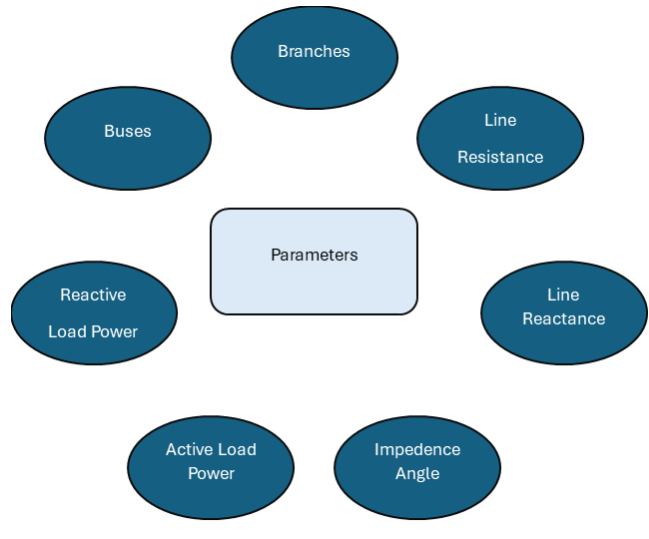 Branches
Buses
Line
Resistance
Parameters
Reactive
Load Power
Line
Reactance
Active Load
Power
Impedence
Angle